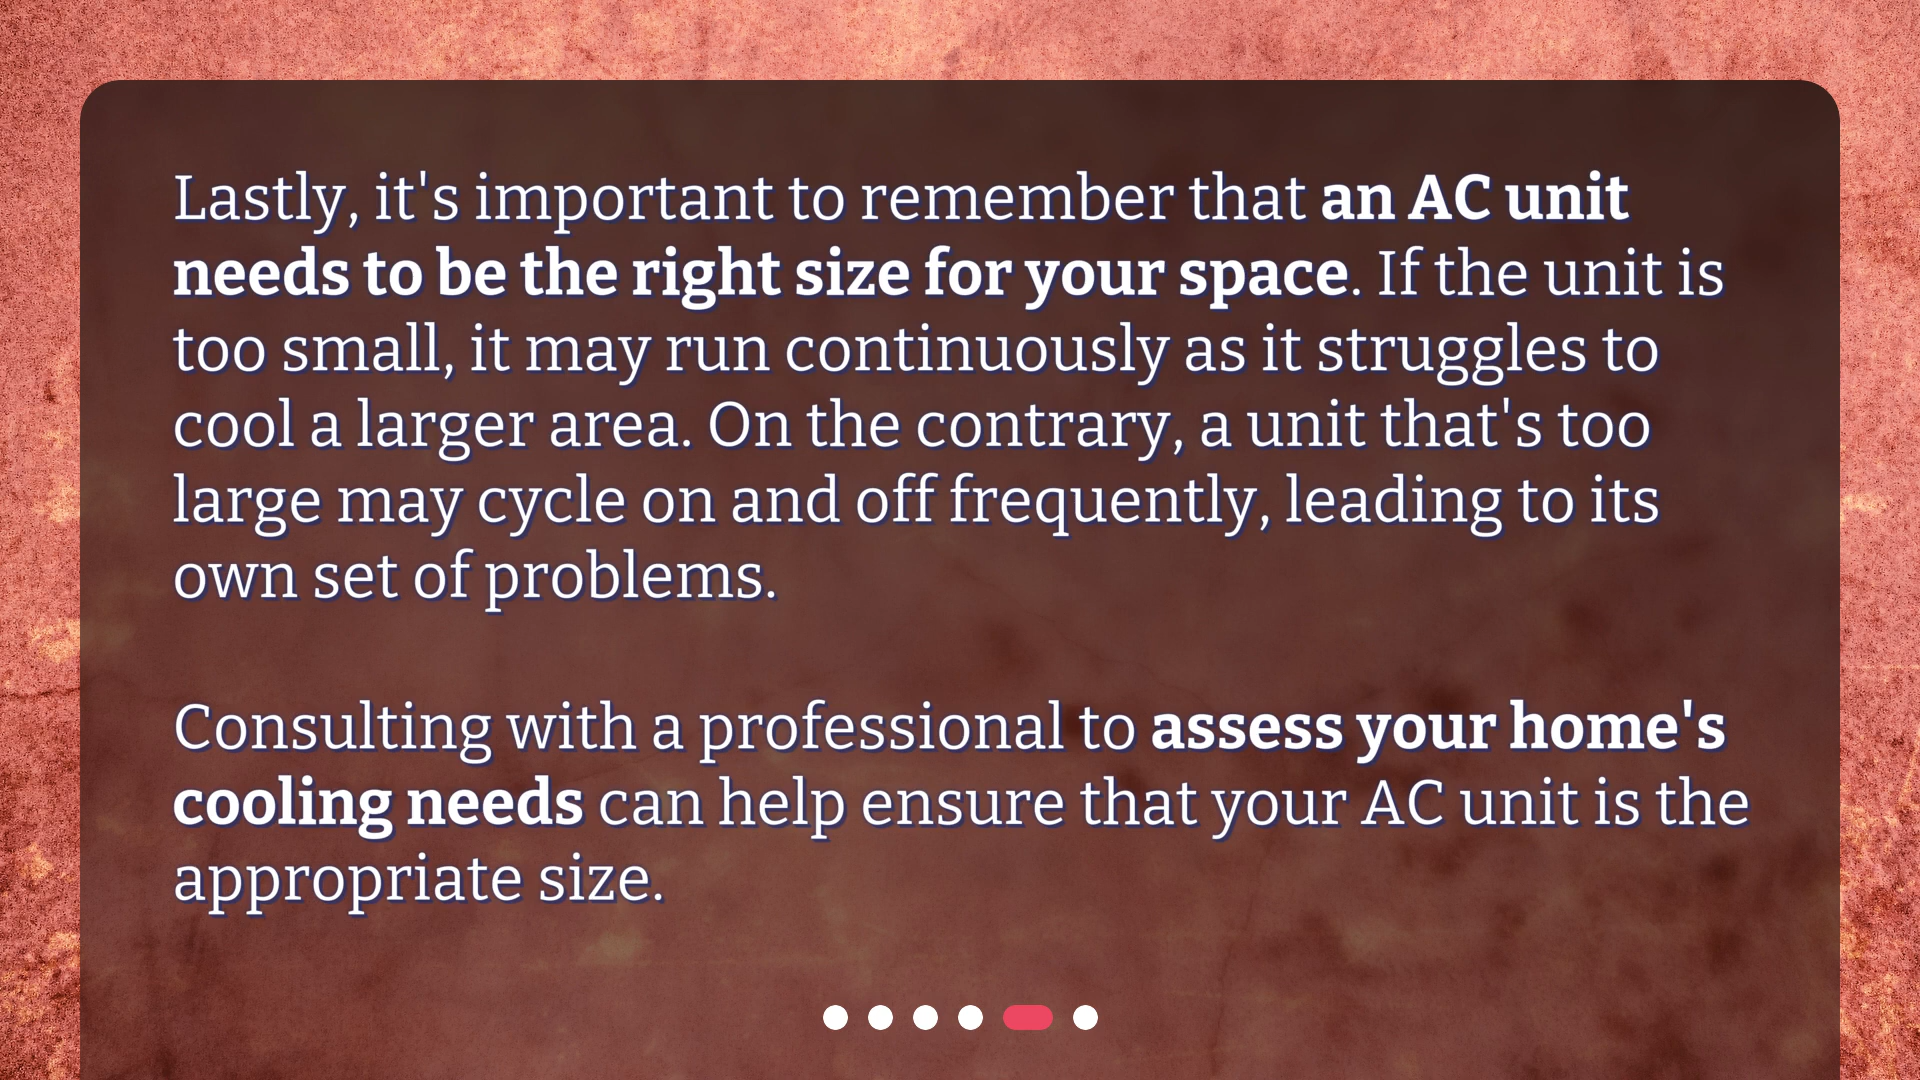 Lastly, it's important to remember that an AC unit
needs to be the right size for your space. If the unit is
too small, it may run continuously as it struggles to
cool a larger area. On the contrary, a unit that's too
large may cycle on and off frequently, leading to its
own set of problems.
Consulting with a professional to assess your home's
cooling needs can help ensure that your AC unit is the
appropriate size.